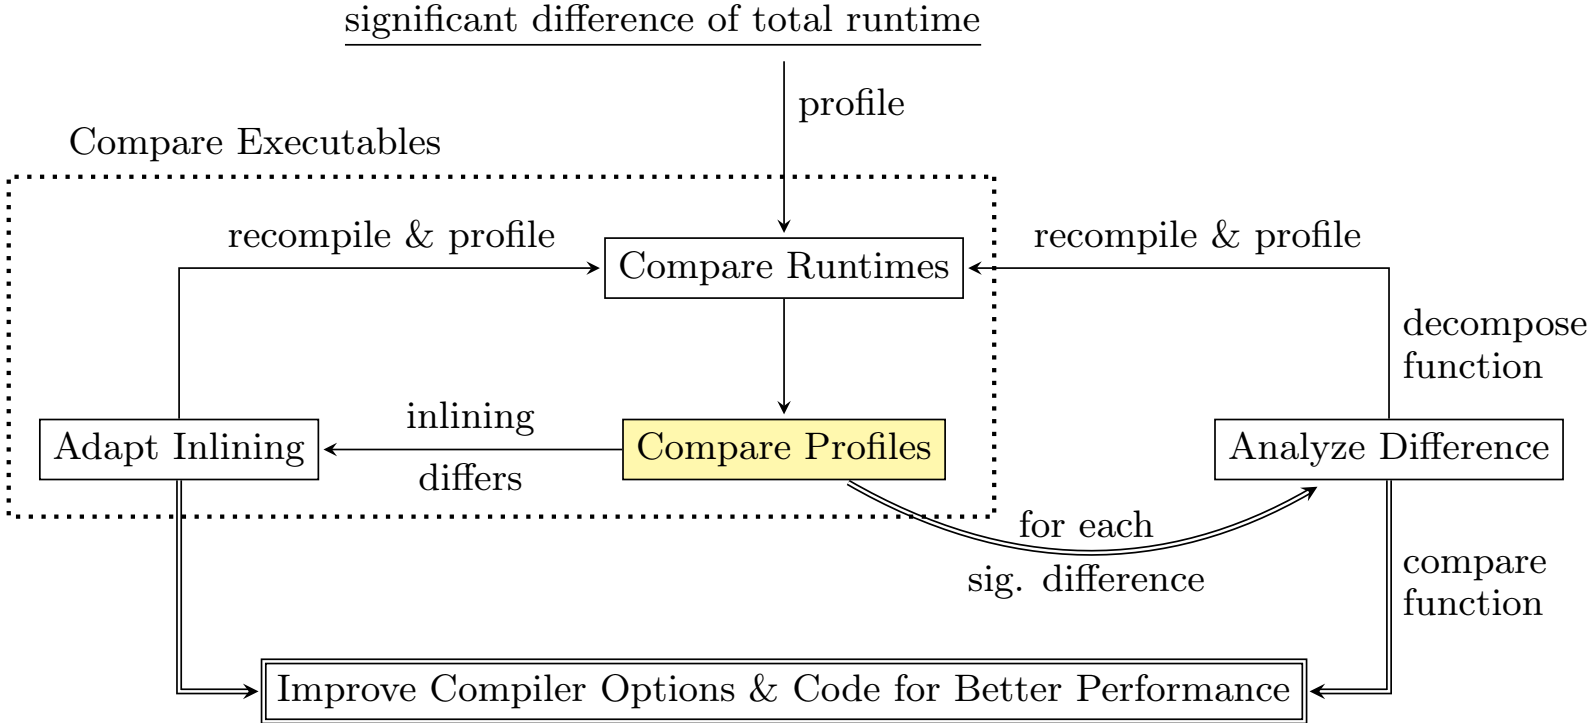 significant difference of total runtime
profile
Compare Executables
recompile & profile
recompile & profile
Compare Runtimes
decompose
function
inlining
Adapt Inlining
Compare Profiles
Analyze Difference
differs
for each
sig. difference
compare
function
Improve Compiler Options & Code for Better Performance